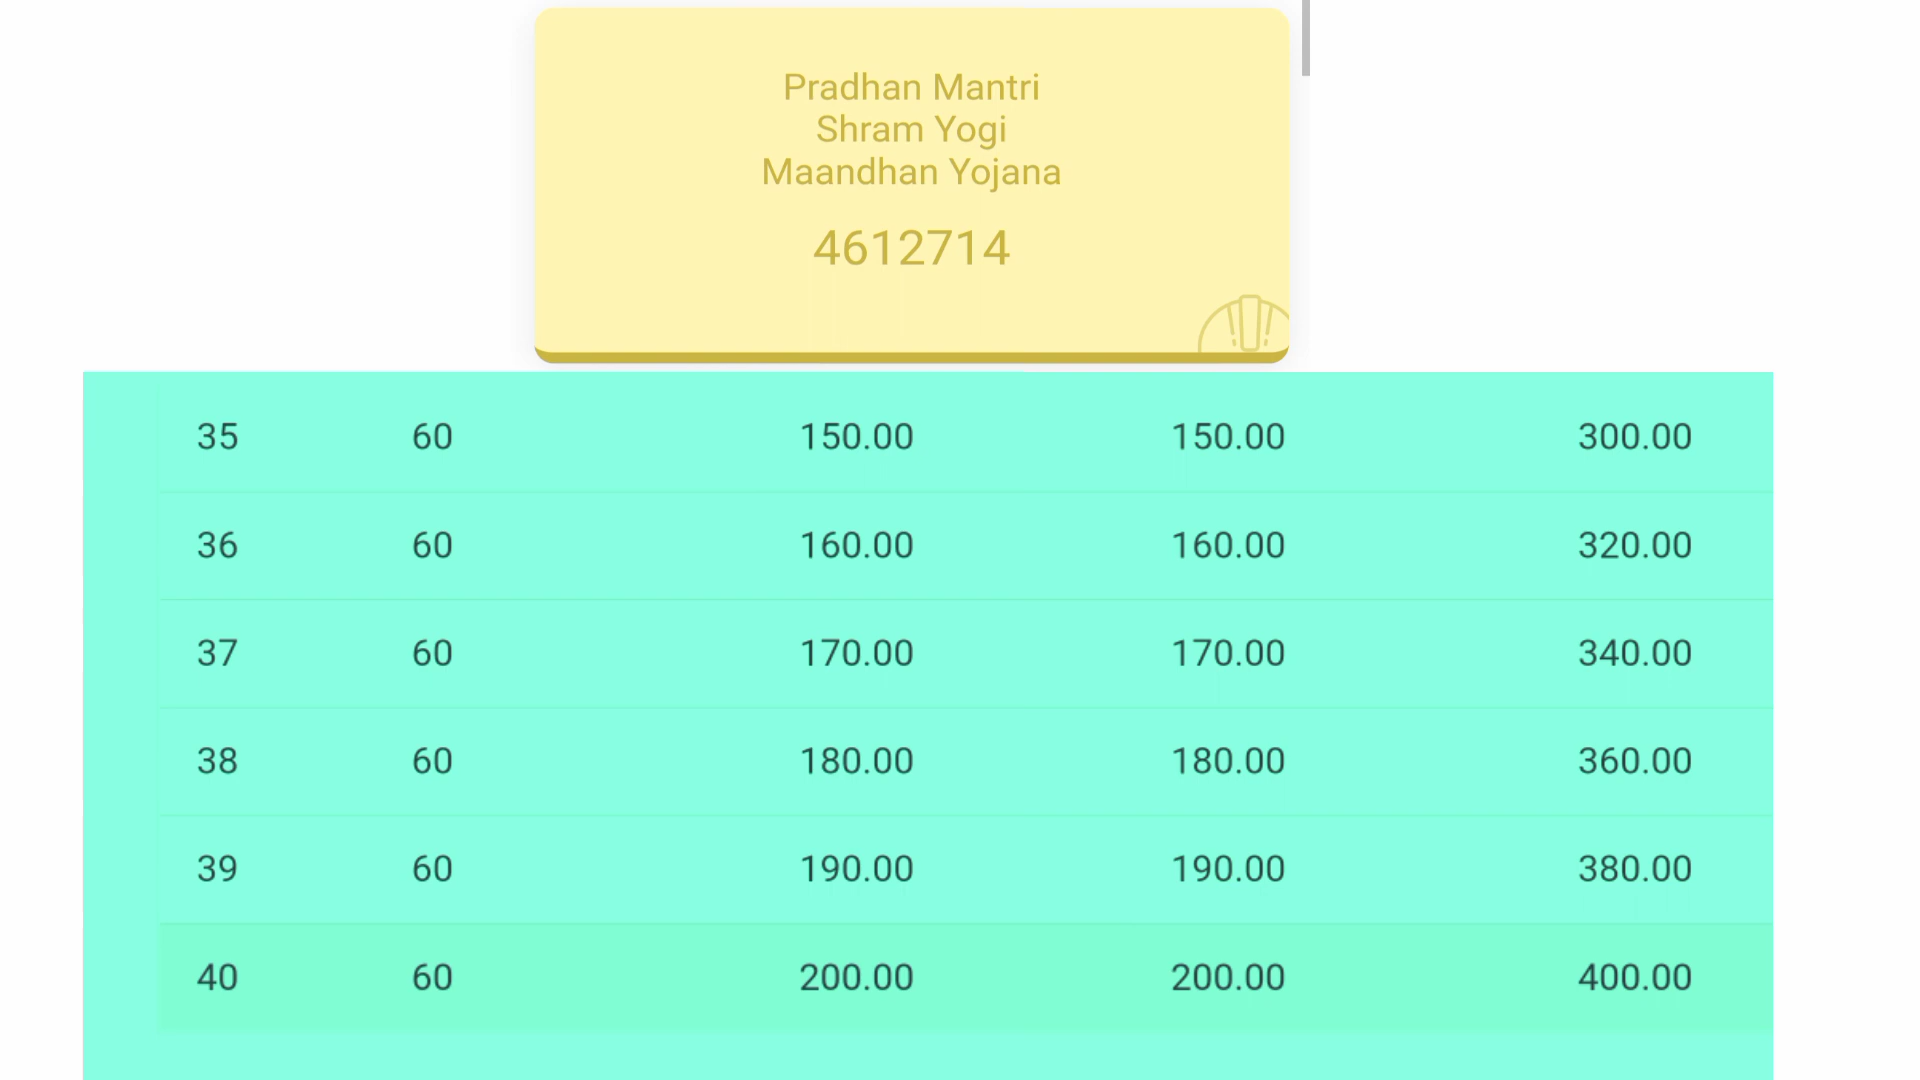 Pradhan Mantri
Shram Yogi
Maandhan Yojana
4612714
35 60 150.00 150.00 300.00
36 60 160.00 160.00 320.00
37 60 170.00 170.00 340.00
38 60 180.00 180.00 360.00
39 60 190.00 190.00 380.00
40 60 200.00 200.00 400.00